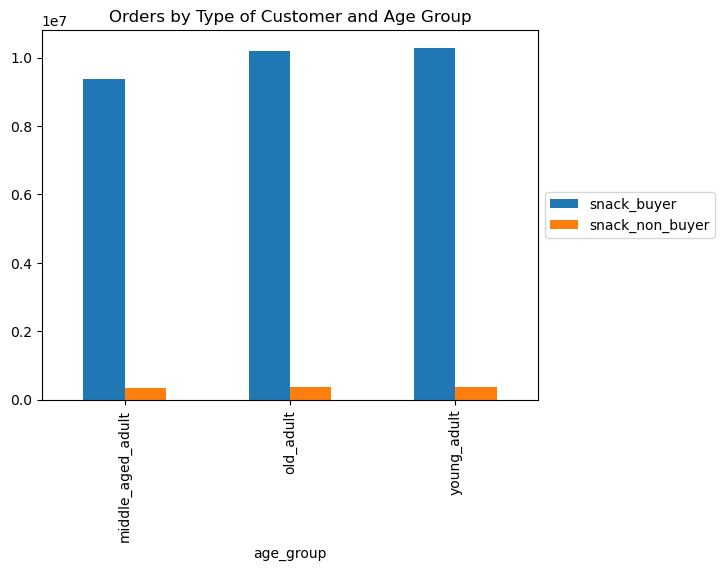 Orders by Type of Customer and Age Group
1e7
1.0
0.8
0.6
0.4
0.2
0.0
middle_aged_adult
old_adult
young_adult
age_group
snack_buyer
snack_non_buyer